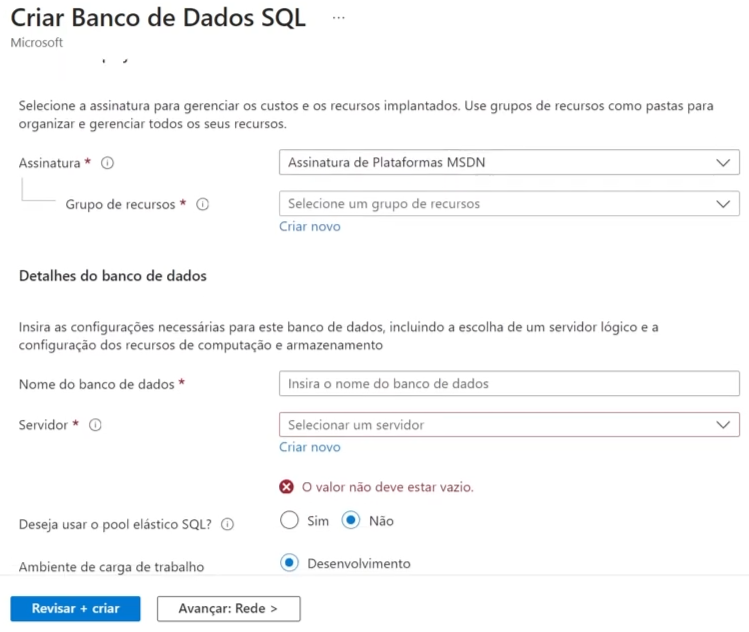 Criar Banco de Dados SQL ...
Microsoft
Selecione a assinatura para gerenciar os custos e os recursos implantados. Use grupos de recursos como pastas para
organizar e gerenciar todos os seus recursos.
Assinatura *
Assinatura de Plataformas MSDN
Grupo de recursos *
Selecione um grupo de recursos
Criar novo
Detalhes do banco de dados
Insira as configurações necessárias para este banco de dados, incluindo a escolha de um servidor lógico e a
configuração dos recursos de computação e armazenamento
Nome do banco de dados *
Insira o nome do banco de dados
Servidor *
Selecionar um servidor
Criar novo
O valor não deve estar vazio.
Deseja usar o pool elástico SQL?
Sim
Não
Ambiente de carga de trabalho
Desenvolvimento
Revisar + criar
Avançar: Rede >